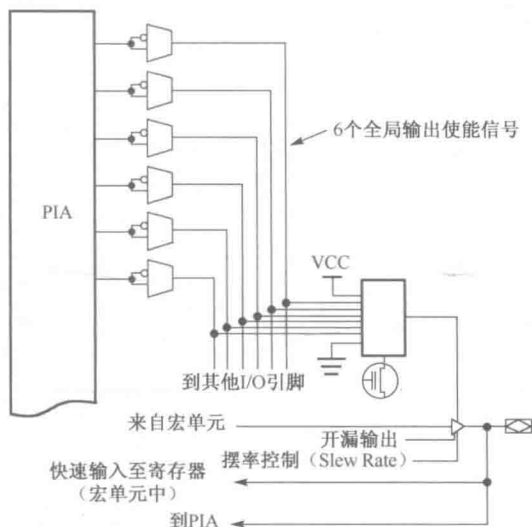 PIA
6个全局输出使能信号
VCC
到其他I/O引脚
来自宏单元
开漏输出
摆率控制（Slew Rate）
快速输入至寄存器
（宏单元中）
到PIA